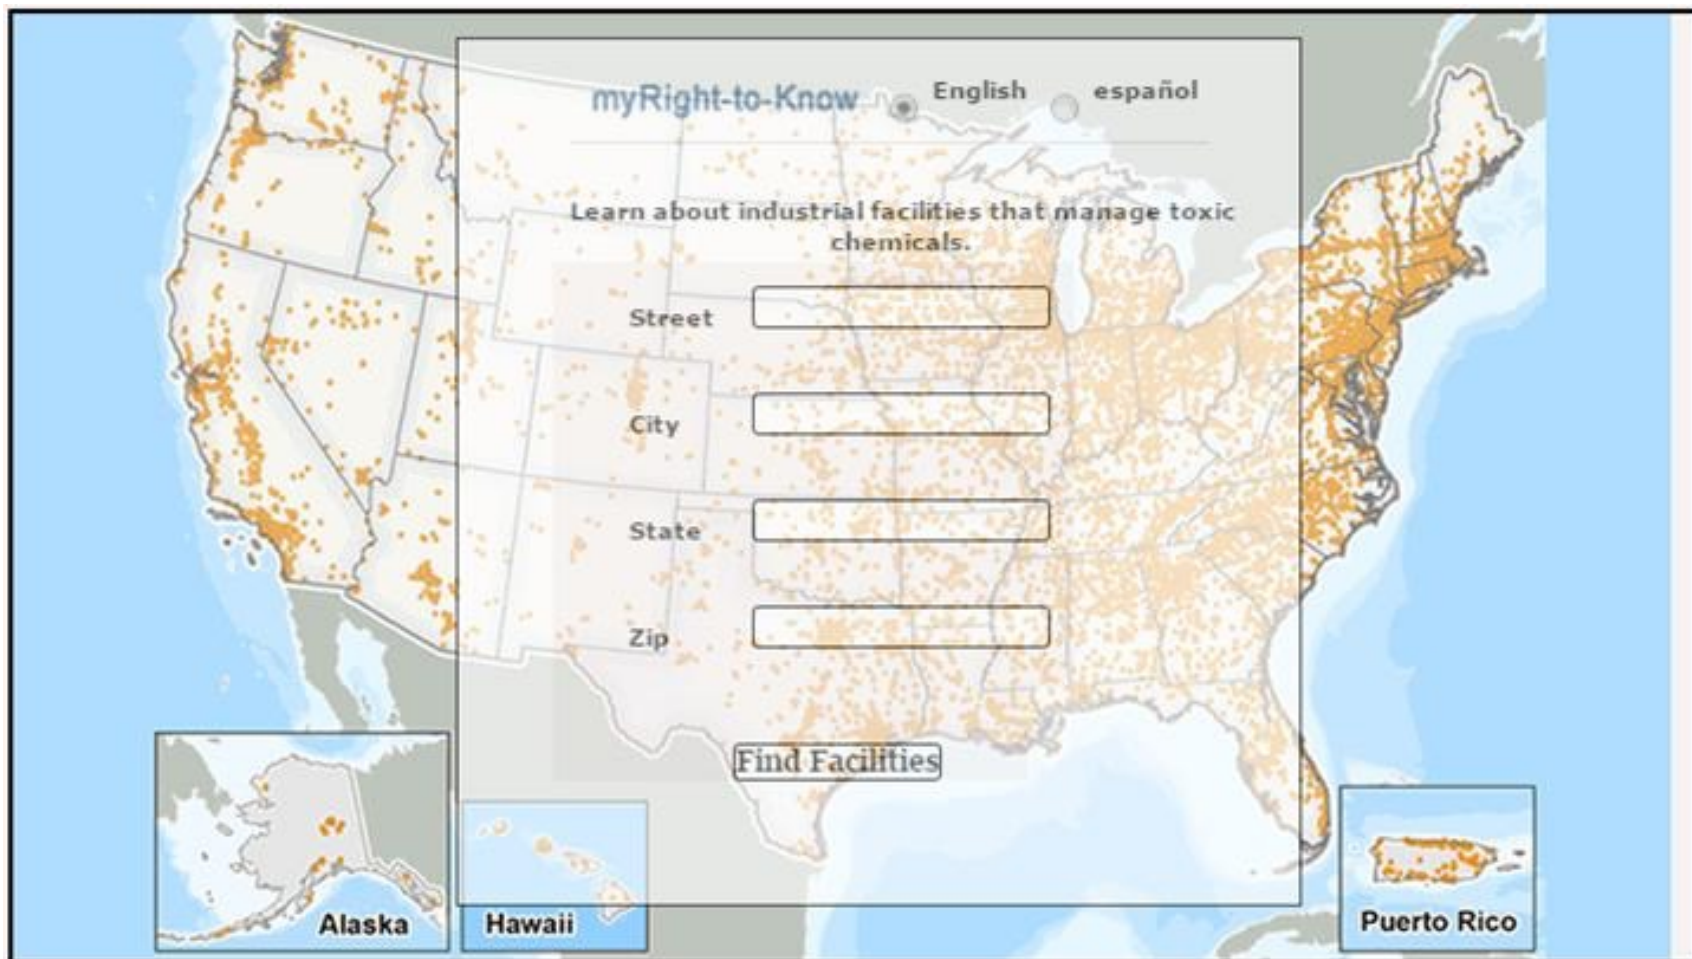 myRight-to-Know English español
Learn about industrial facilities that manage toxic
chemicals.
Street
City
State
Zip
Find Facilities
Alaska
Hawaii
Puerto Rico